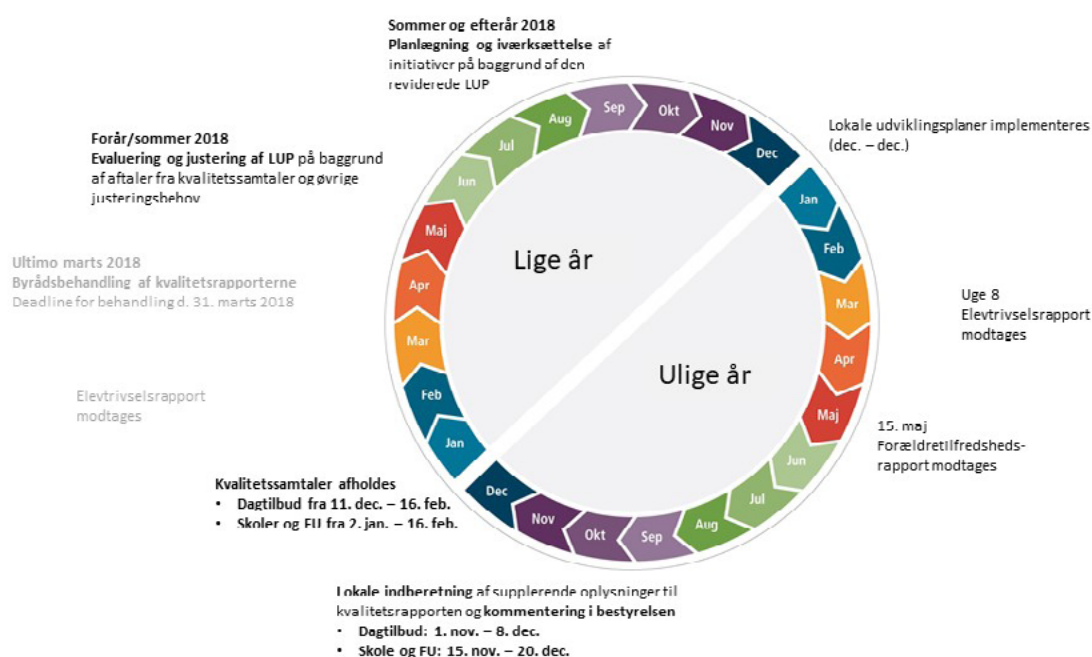 Sommer og efterår 2018
Planlægning og iværksættelse af
initiativer på baggrund af den
reviderede LUP
Forår/sommer 2018
Evaluering og justering af LUP på baggrund
af aftaler fra kvalitetssamtaler og øvrige
justeringsbehov
Ultimo marts 2018
Byrådsbehandling af kvalitetsrapporterne
Deadline for behandling d. 31. marts 2018
Elevtrivselsrapport
modtages
Kvalitetssamtaler afholdes
• Dagtilbud fra 11. dec. – 16. feb.
• Skoler og FU fra 2. jan. – 16. feb.
Lokale indberetning af supplerende oplysninger til
kvalitetsrapporten og kommentering i bestyrelsen
• Dagtilbud: 1. nov. – 8. dec.
• Skole og FU: 15. nov. – 20. dec.
Lokale udviklingsplaner implementeres
(dec. – dec.)
Uge 8
Elevtrivselsrapport
modtages
15. maj
Forældretilfredsheds-
rapport modtages
Lige år
Ulige år
Jan
Feb
Mar
Apr
Maj
Jun
Jul
Aug
Sep
Okt
Nov
Dec
Jan
Feb
Mar
Apr
Maj
Jun
Jul
Aug
Sep
Okt
Nov
Dec